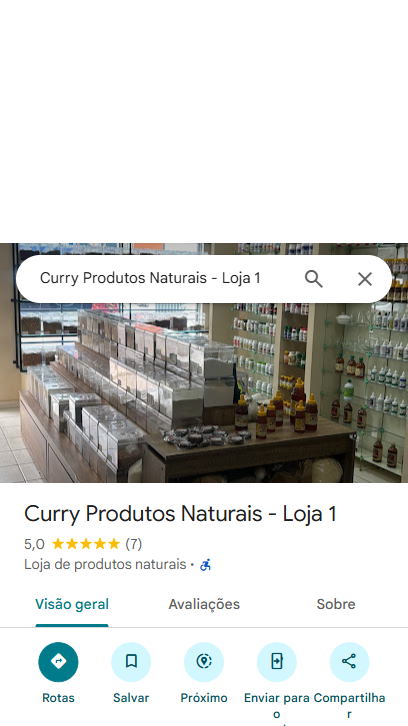 Curry Produtos Naturais - Loja 1
Curry Produtos Naturais - Loja 1
5,0 (7)
Loja de produtos naturais ·
Visão geral Avaliações Sobre
Rotas Salvar Próximo Enviar para Compartilha
o r